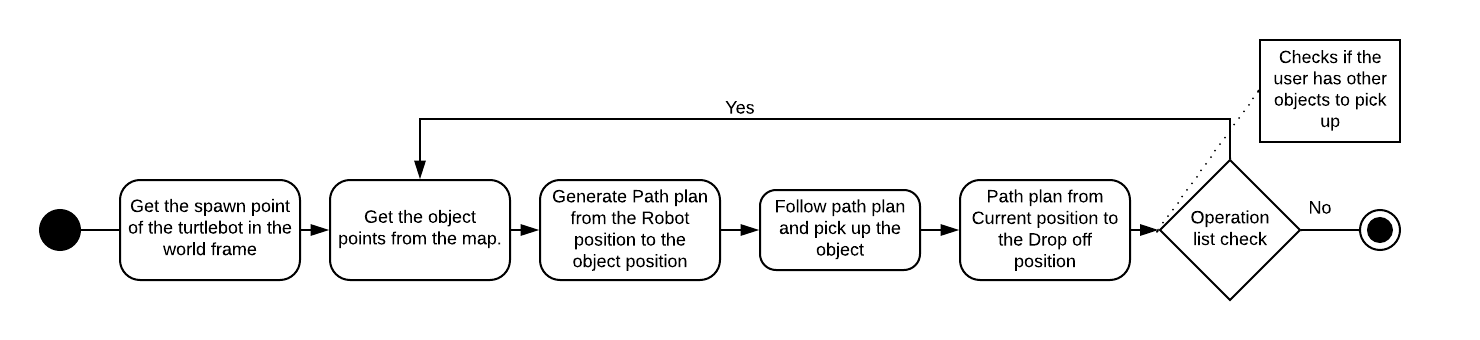 Checks if the
user has other
objects to pick
up
Yes
Get the spawn point
of the turtlebot in the
world frame
Get the object
points from the map.
Generate Path plan
from the Robot
position to the
object position
Follow path plan
and pick up the
object
Path plan from
Current position to
the Drop off
position
Operation
list check
No